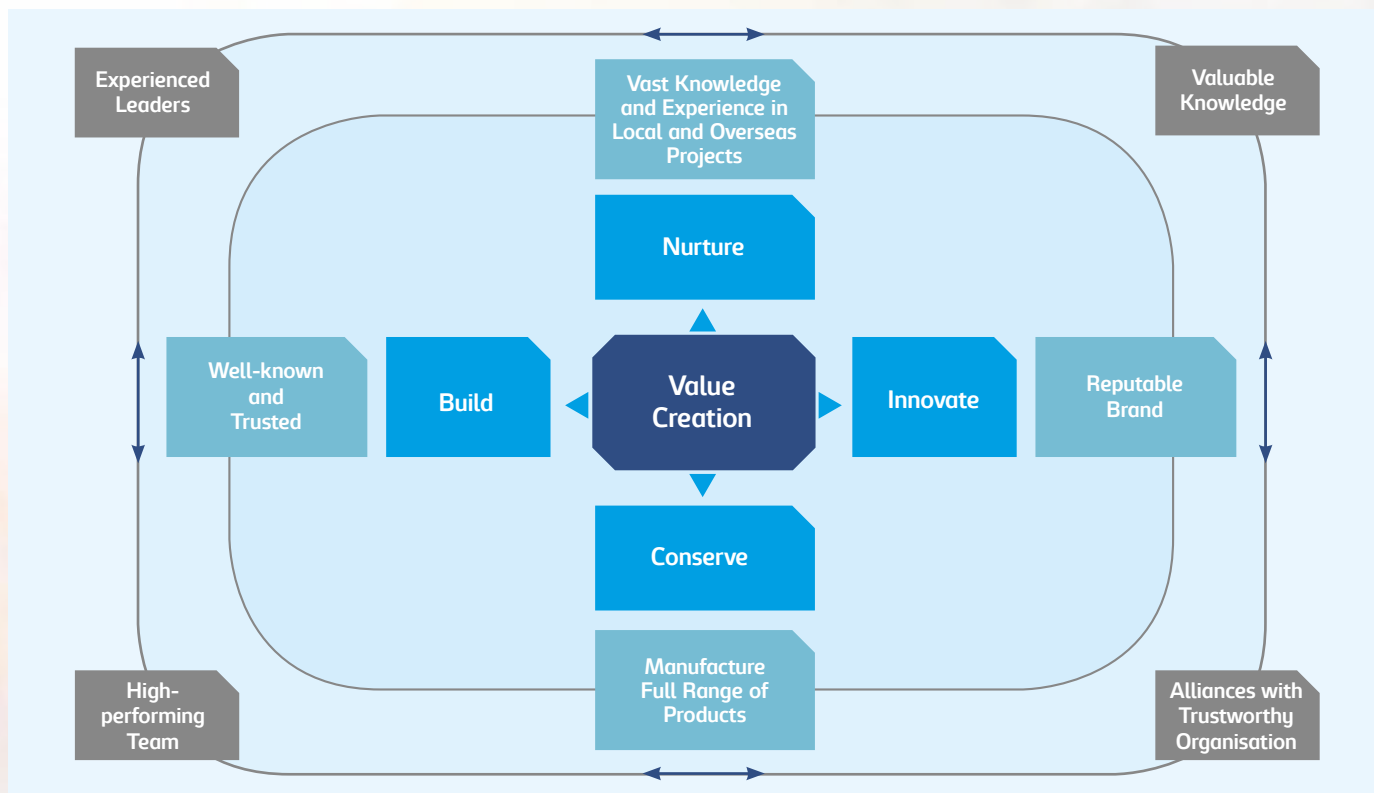 Experienced
Leaders
Vast Knowledge
and Experience in
Local and Overseas
Projects
Valuable
Knowledge
Nurture
Well-known
and
Trusted
Build
Value
Creation
Innovate
Reputable
Brand
Conserve
Manufacture
Full Range of
Products
High-
performing
Team
Alliances with
Trustworthy
Organisation